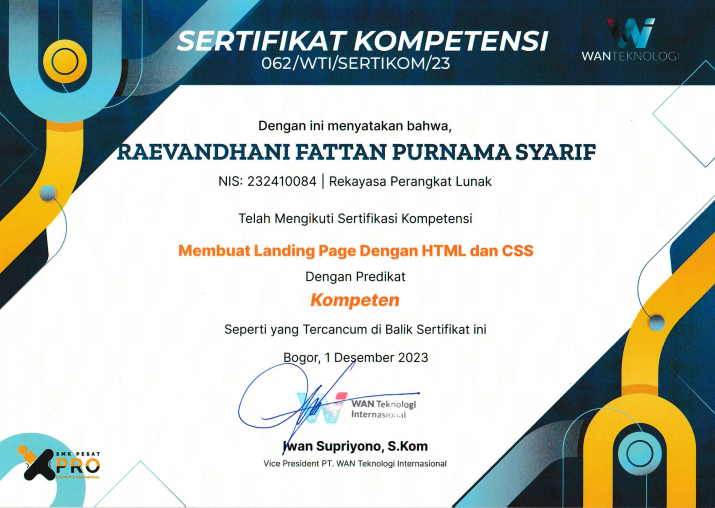 SERTIFIKAT KOMPETENSI
062/WTI/SERTIKOM/23
WANTEKNOLOGI
Dengan ini menyatakan bahwa,
RAEVANDHANI FATTAN PURNAMA SYARIF
NIS: 232410084 | Rekayasa Perangkat Lunak
Telah Mengikuti Sertifikasi Kompetensi
Membuat Landing Page Dengan HTML dan CSS
Dengan Predikat
Kompeten
Seperti yang Tercancum di Balik Sertifikat ini
Bogor, 1 Desember 2023
WAN Teknologi
Internasional
Iwan Supriyono, S.Kom
Vice President PT. WAN Teknologi Internasional
SMK PESAT
XPRO